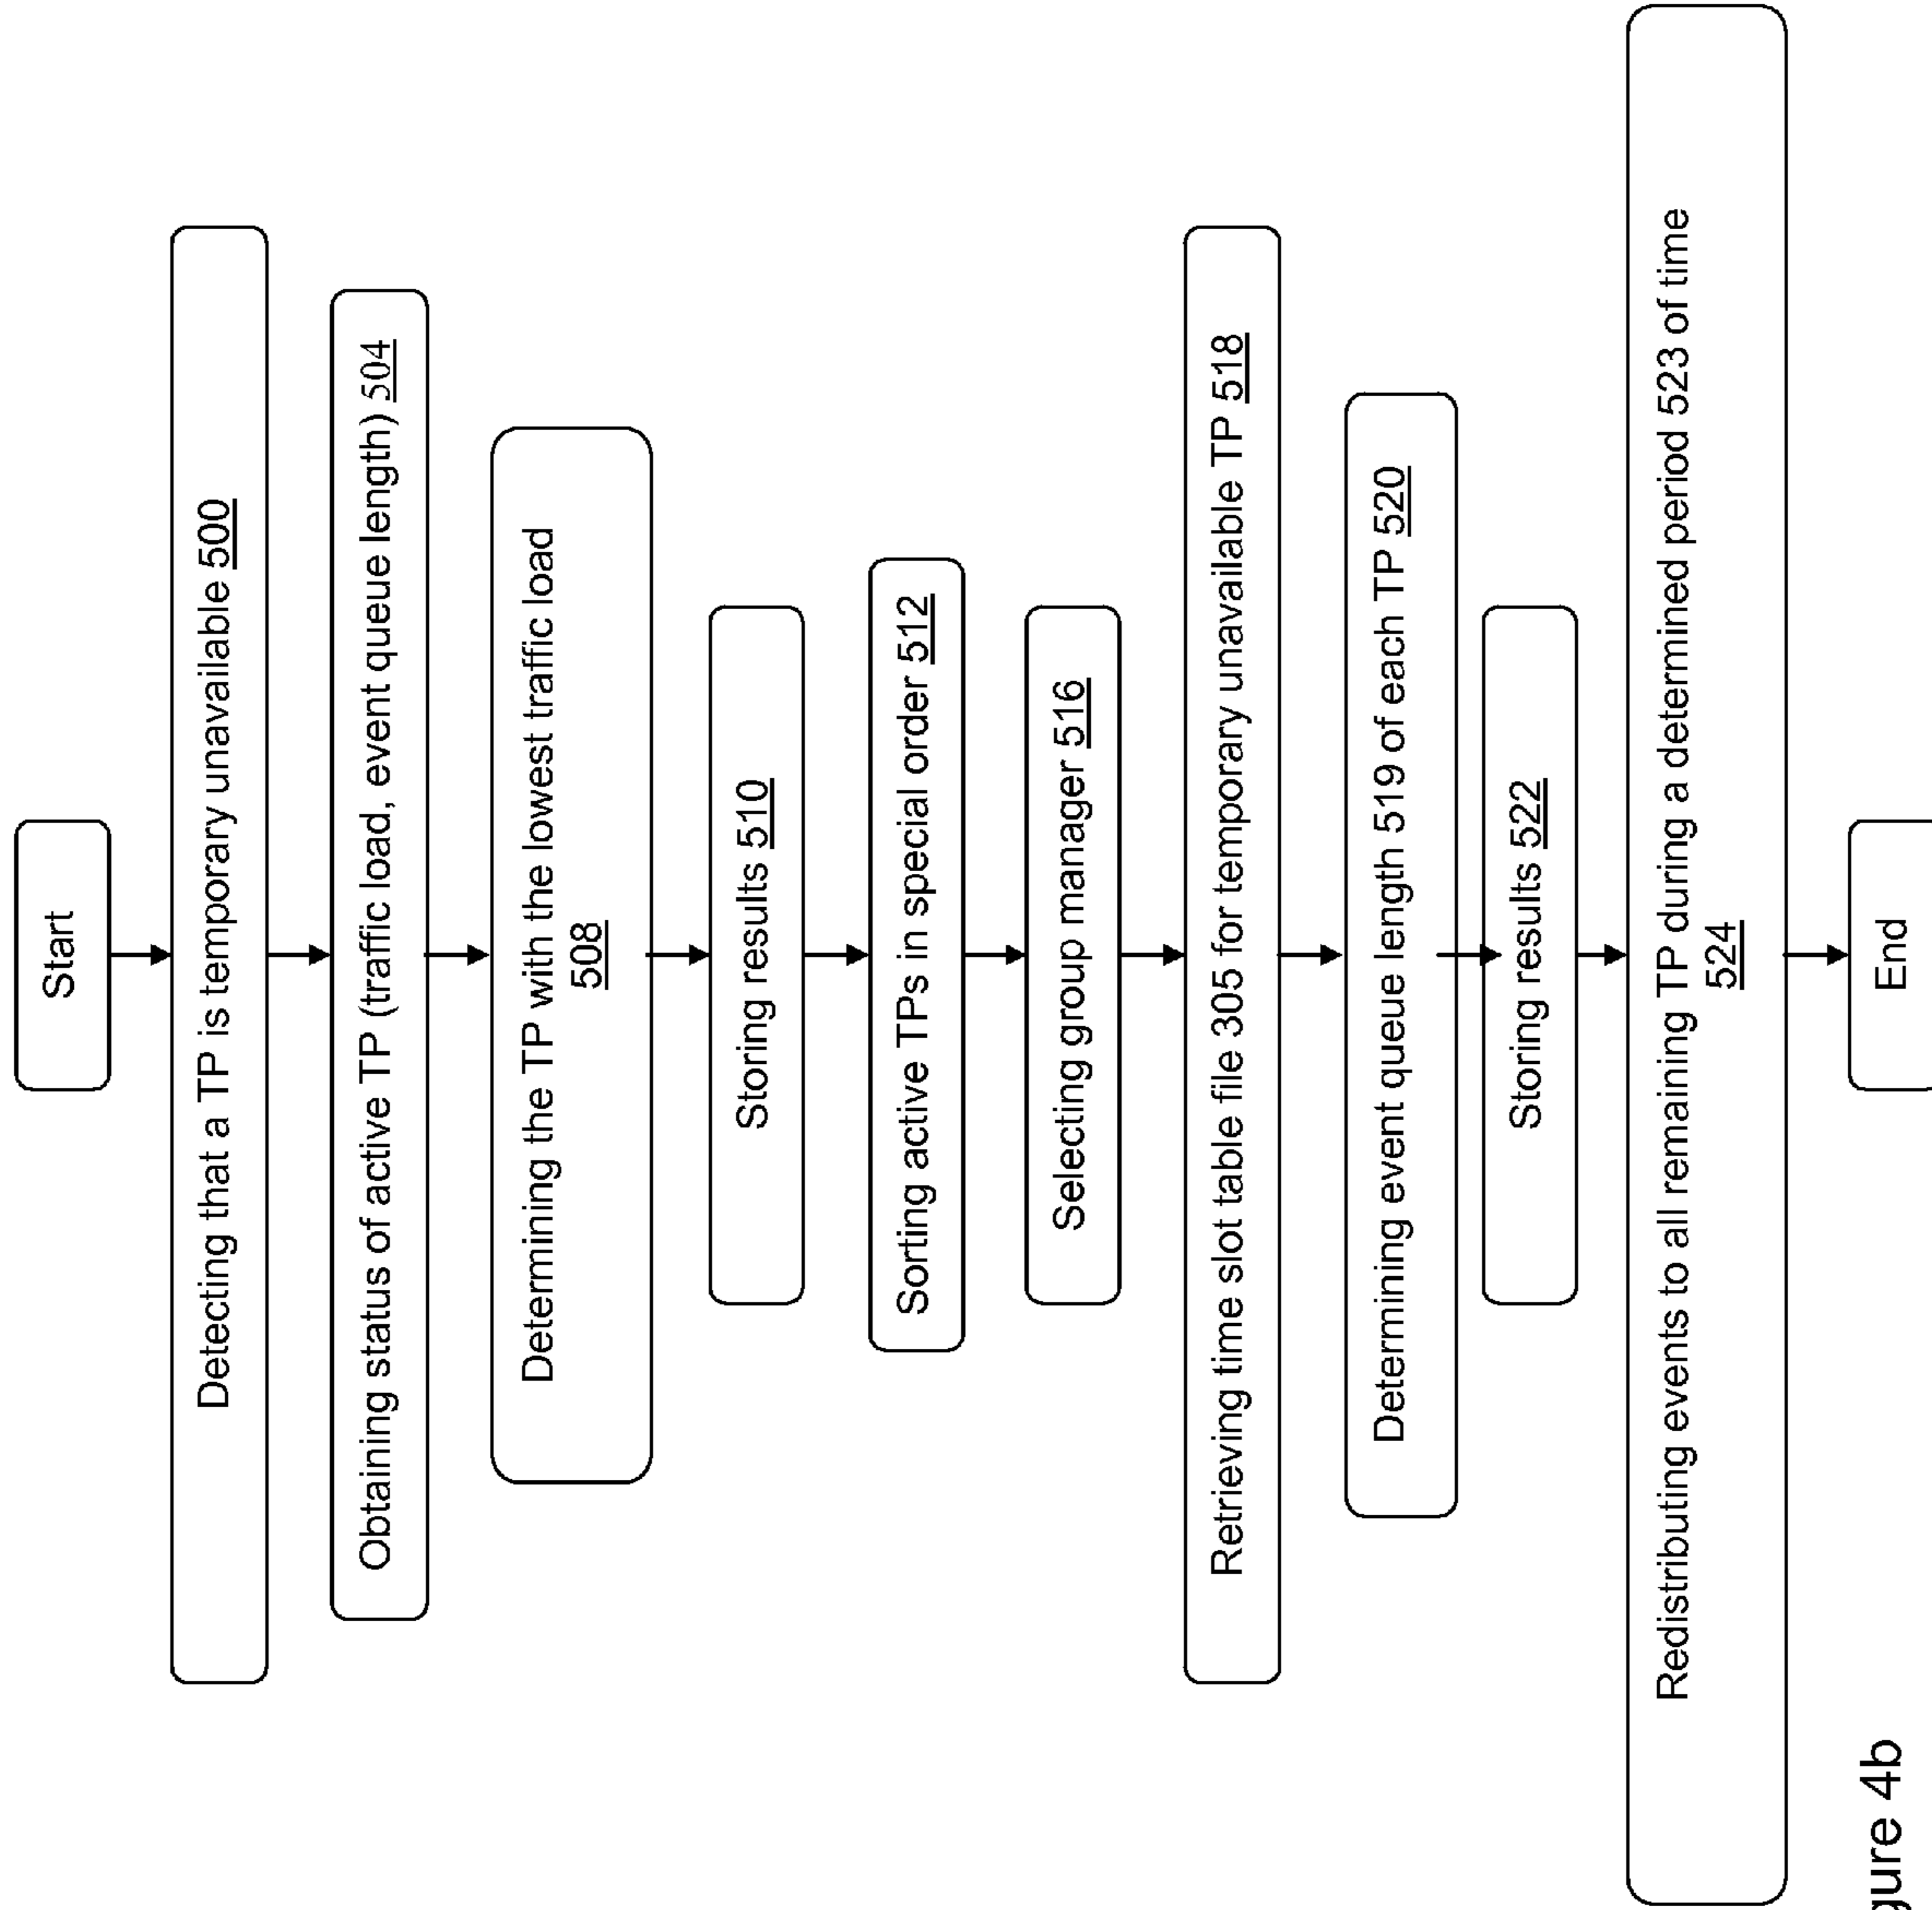 Start
Detecting that a TP is temporary unavailable 500
Obtaining status of active TP (traffic load, event queue length) 504
Determining the TP with the lowest traffic load
508
Storing results 510
Sorting active TPs in special order 512
Selecting group manager 516
Retrieving time slot table file 305 for temporary unavailable TP 518
Determining event queue length 519 of each TP 520
Storing results 522
Redistributing events to all remaining TP during a determined period 523 of time
524
End
gure 4b